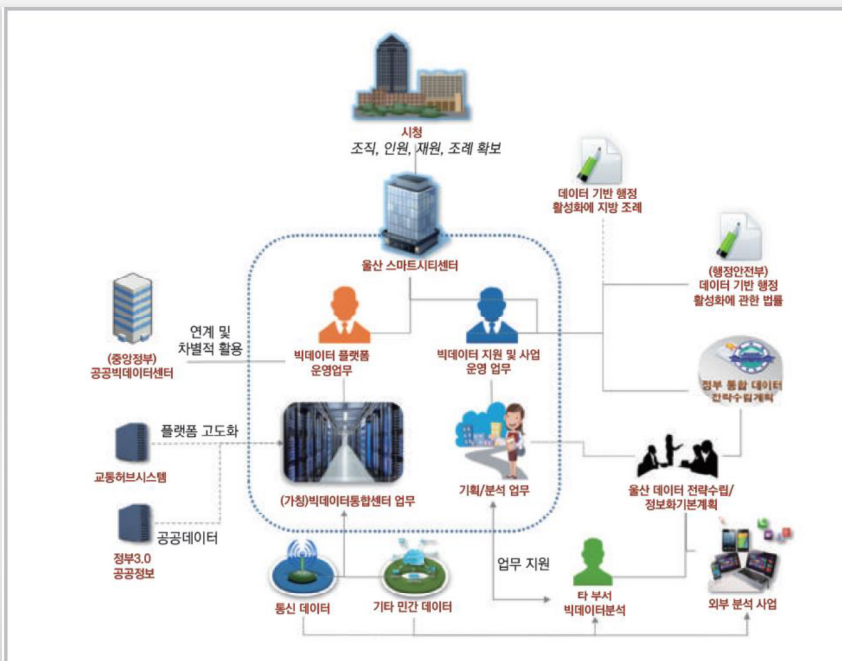 시청
조직, 인원, 재원, 조례 확보
데이터 기반 행정
활성화에 지방 조례
울산 스마트시티센터
(행정안전부)
데이터 기반 행정
활성화에 관한 법률
연계 및
차별적 활용
(중앙정부)
공공빅데이터센터
빅데이터 플랫폼
운영업무
빅데이터 지원 및 사업
운영 업무
정부 통합 데이터
전략수립계획
플랫폼 고도화
교통허브시스템
(가칭)빅데이터통합센터 업무
기획/분석 업무
울산 데이터 전략수립/
정보화기본계획
공공데이터
정부3.0
공공정보
업무 지원
통신 데이터
기타 민간 데이터
타 부서
빅데이터분석
외부 분석 사업